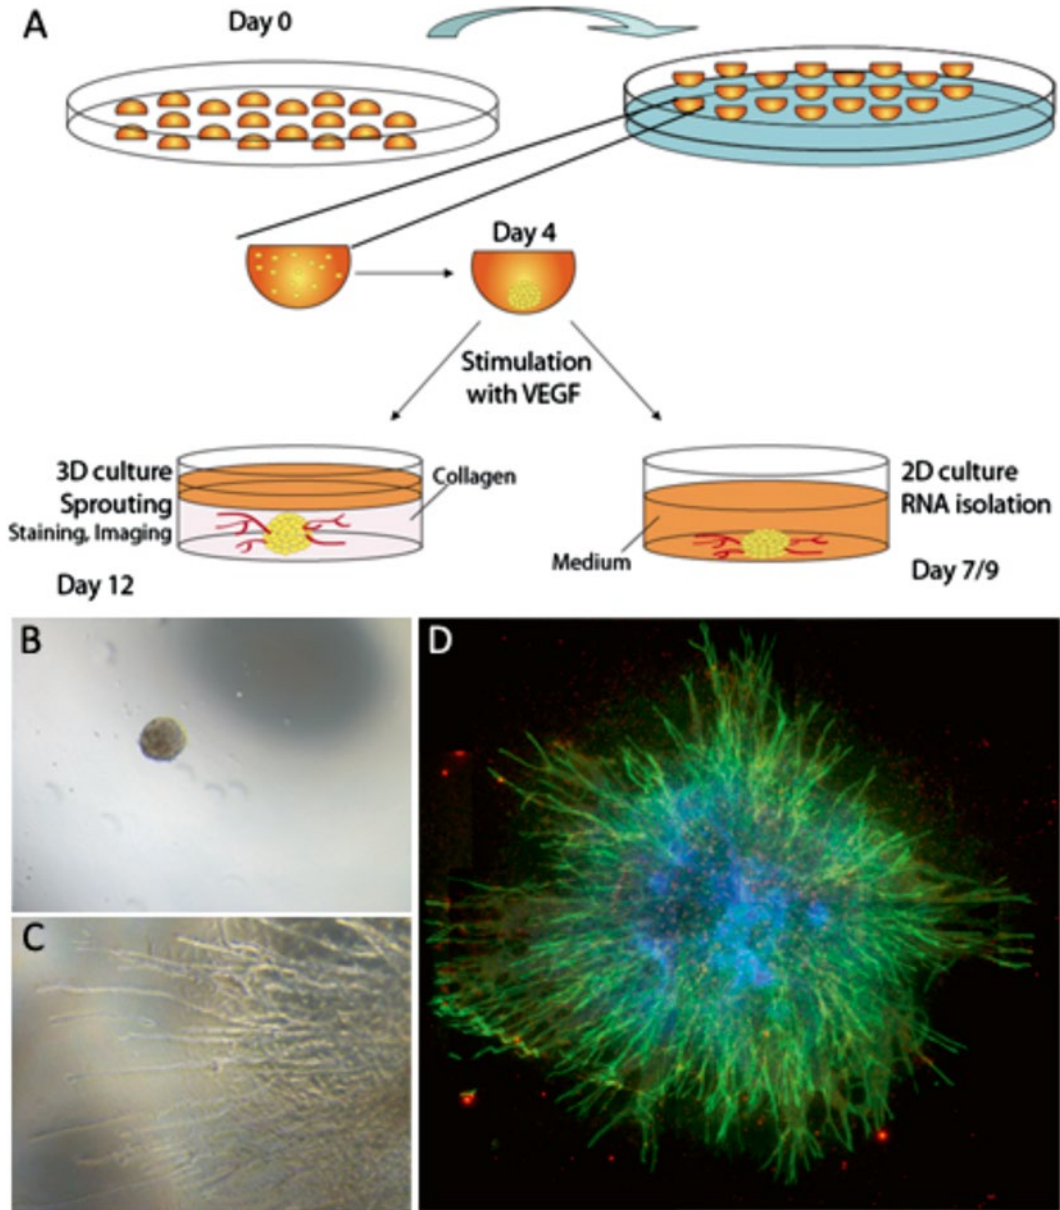 A
Day 0
Day 4
Stimulation
with VEGF
3D culture
Sprouting
Staining, Imaging
Day 12
Collagen
Medium
2D culture
RNA isolation
Day 7/9
B
C
D